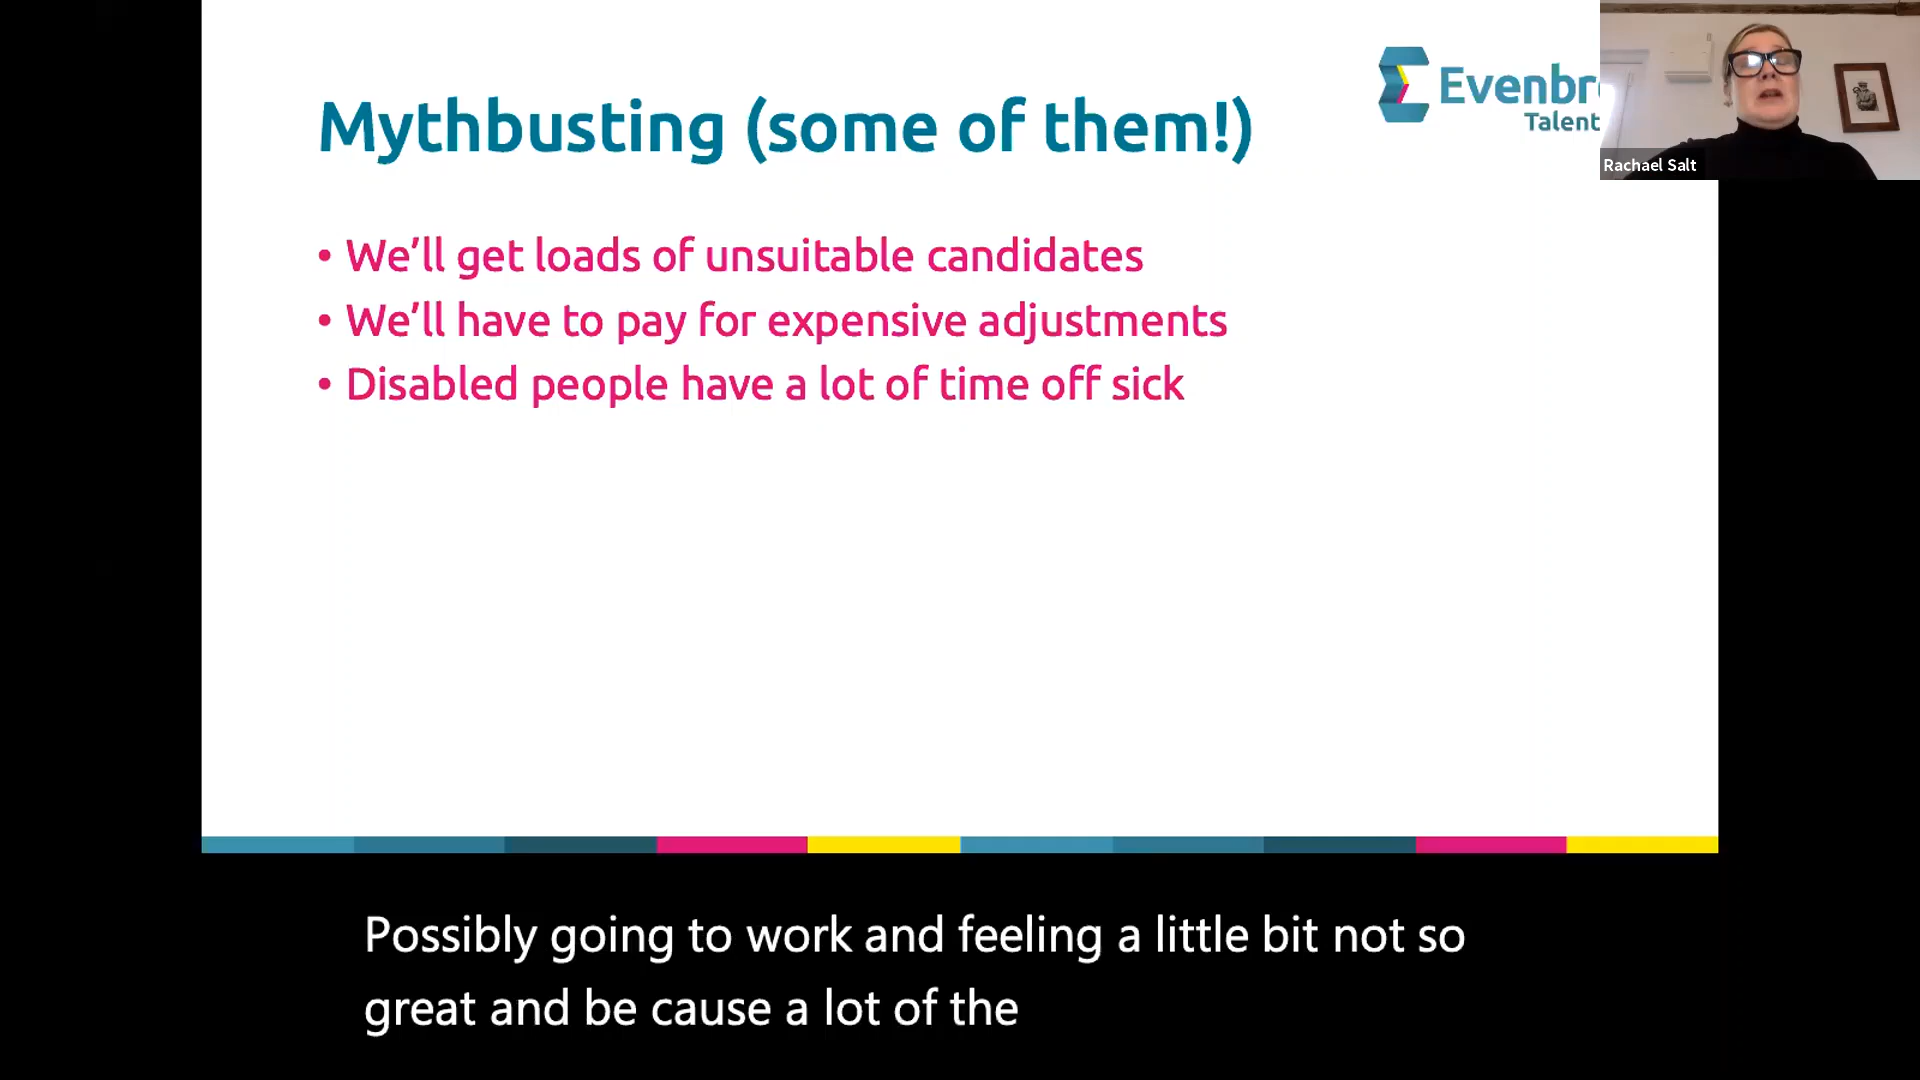 Mythbusting (some of them!)
Evenbr
Talent
Rachael Salt
• We'll get loads of unsuitable candidates
• We'll have to pay for expensive adjustments
• Disabled people have a lot of time off sick
Possibly going to work and feeling a little bit not so
great and be cause a lot of the